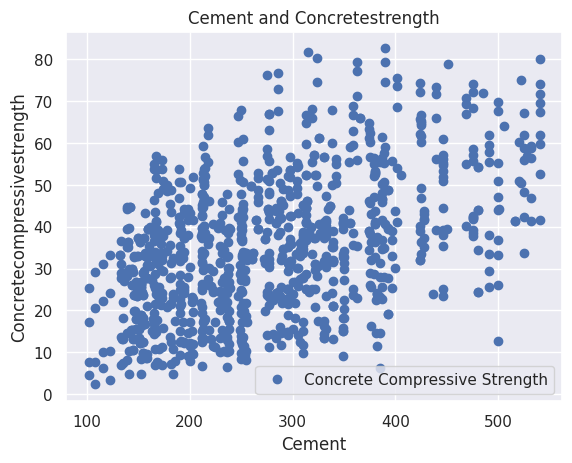 Cement and Concretestrength
Concretecompressivestrength
80
70
60
50
40
30
20
10
0
Concrete Compressive Strength
100 200 300 400 500
Cement